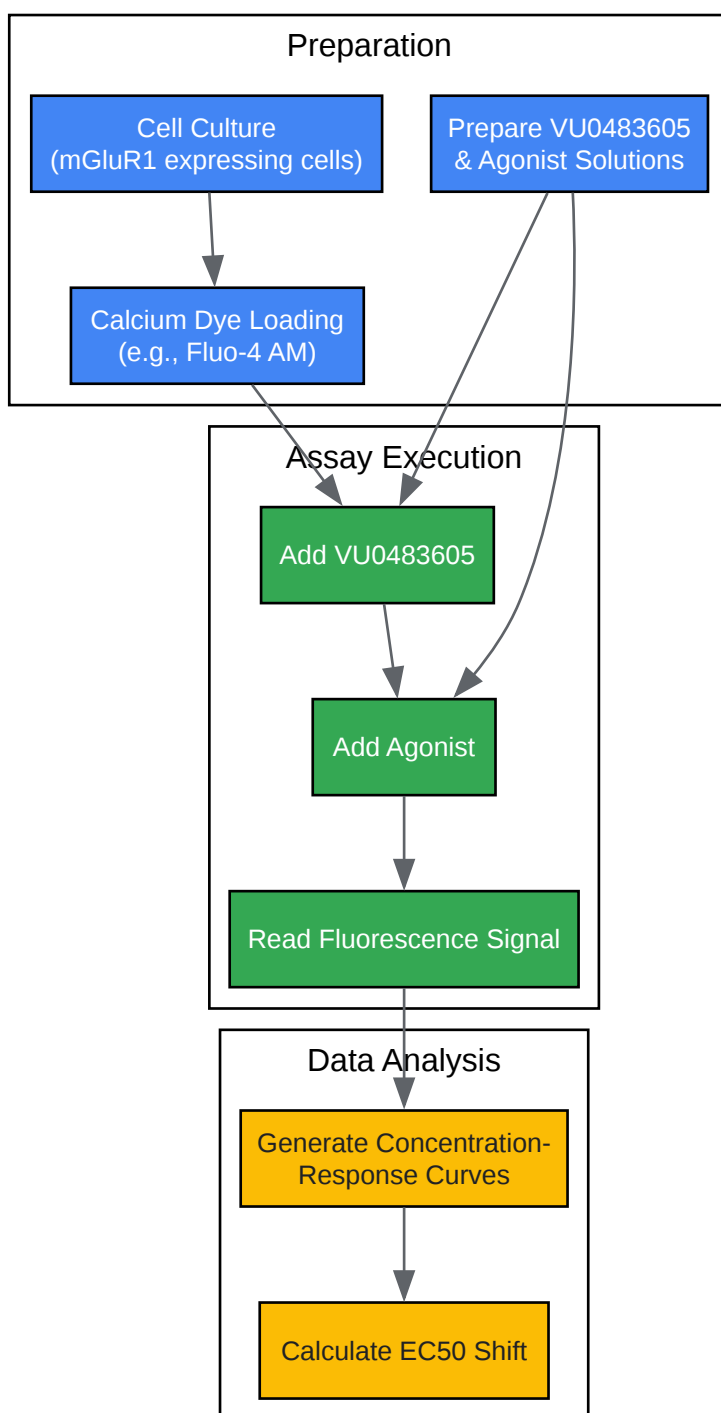 Preparation
Cell Culture
(mGluR1 expressing cells)
Prepare VU0483605
& Agonist Solutions
Calcium Dye Loading
(e.g., Fluo-4 AM)
Assay Execution
Add VU0483605
Add Agonist
Read Fluorescence Signal
Data Analysis
Generate Concentration-
Response Curves
Calculate EC50 Shift